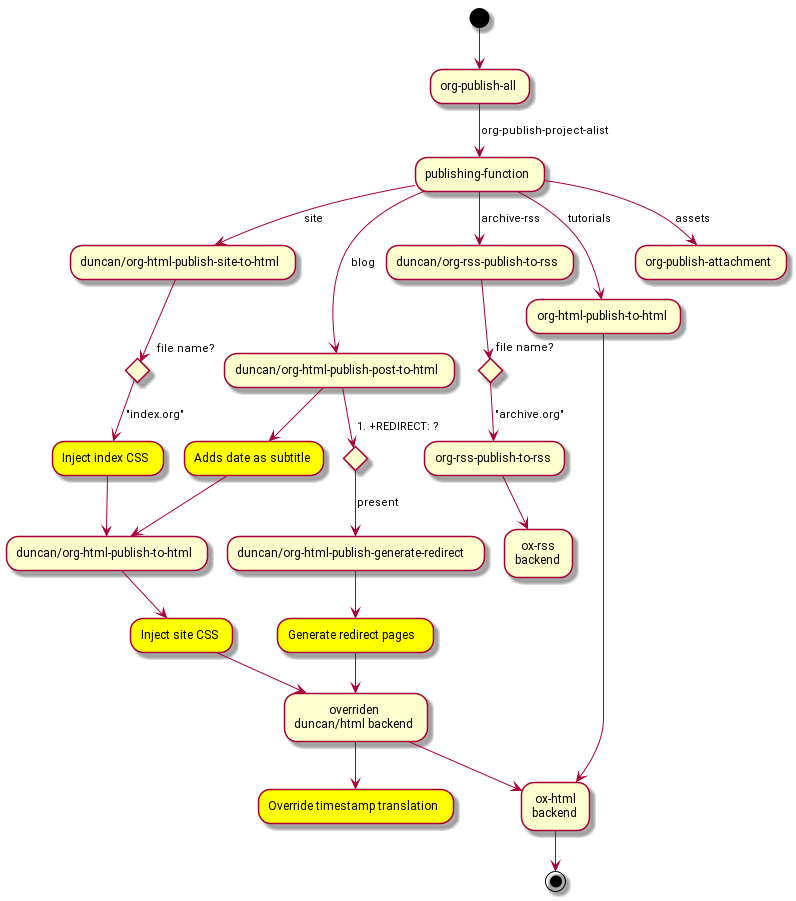 org-publish-all
org-publish-project-alist
publishing-function
site
archive-rss
tutorials
assets
duncan/org-html-publish-site-to-html
blog
duncan/org-rss-publish-to-rss
org-publish-attachment
org-html-publish-to-html
file name?
file name?
duncan/org-html-publish-post-to-html
"index.org"
1. +REDIRECT: ?
"archive.org"
Inject index CSS
Adds date as subtitle
org-rss-publish-to-rss
present
duncan/org-html-publish-to-html
duncan/org-html-publish-generate-redirect
ox-rss
backend
Inject site CSS
Generate redirect pages
overriden
duncan/html backend
Override timestamp translation
ox-html
backend